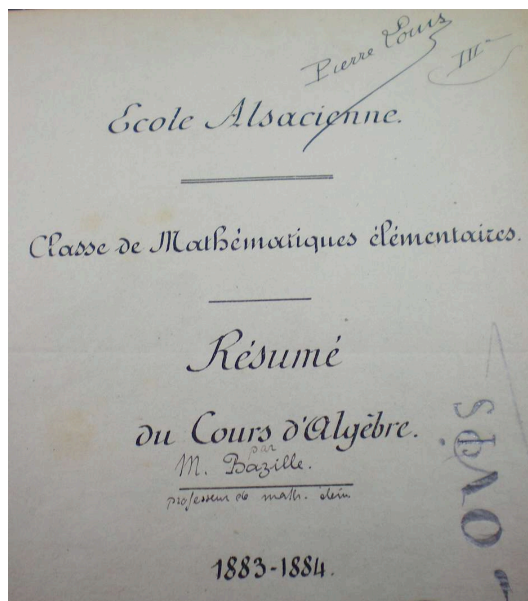 Pierre Louis
III
Ecole Alsacienne.
Classe de Mathématiques élémentaires.
Résumé
du Cours d'Algèbre.
par
M. Bazille.
professeur de math. élém.
1883-1884.